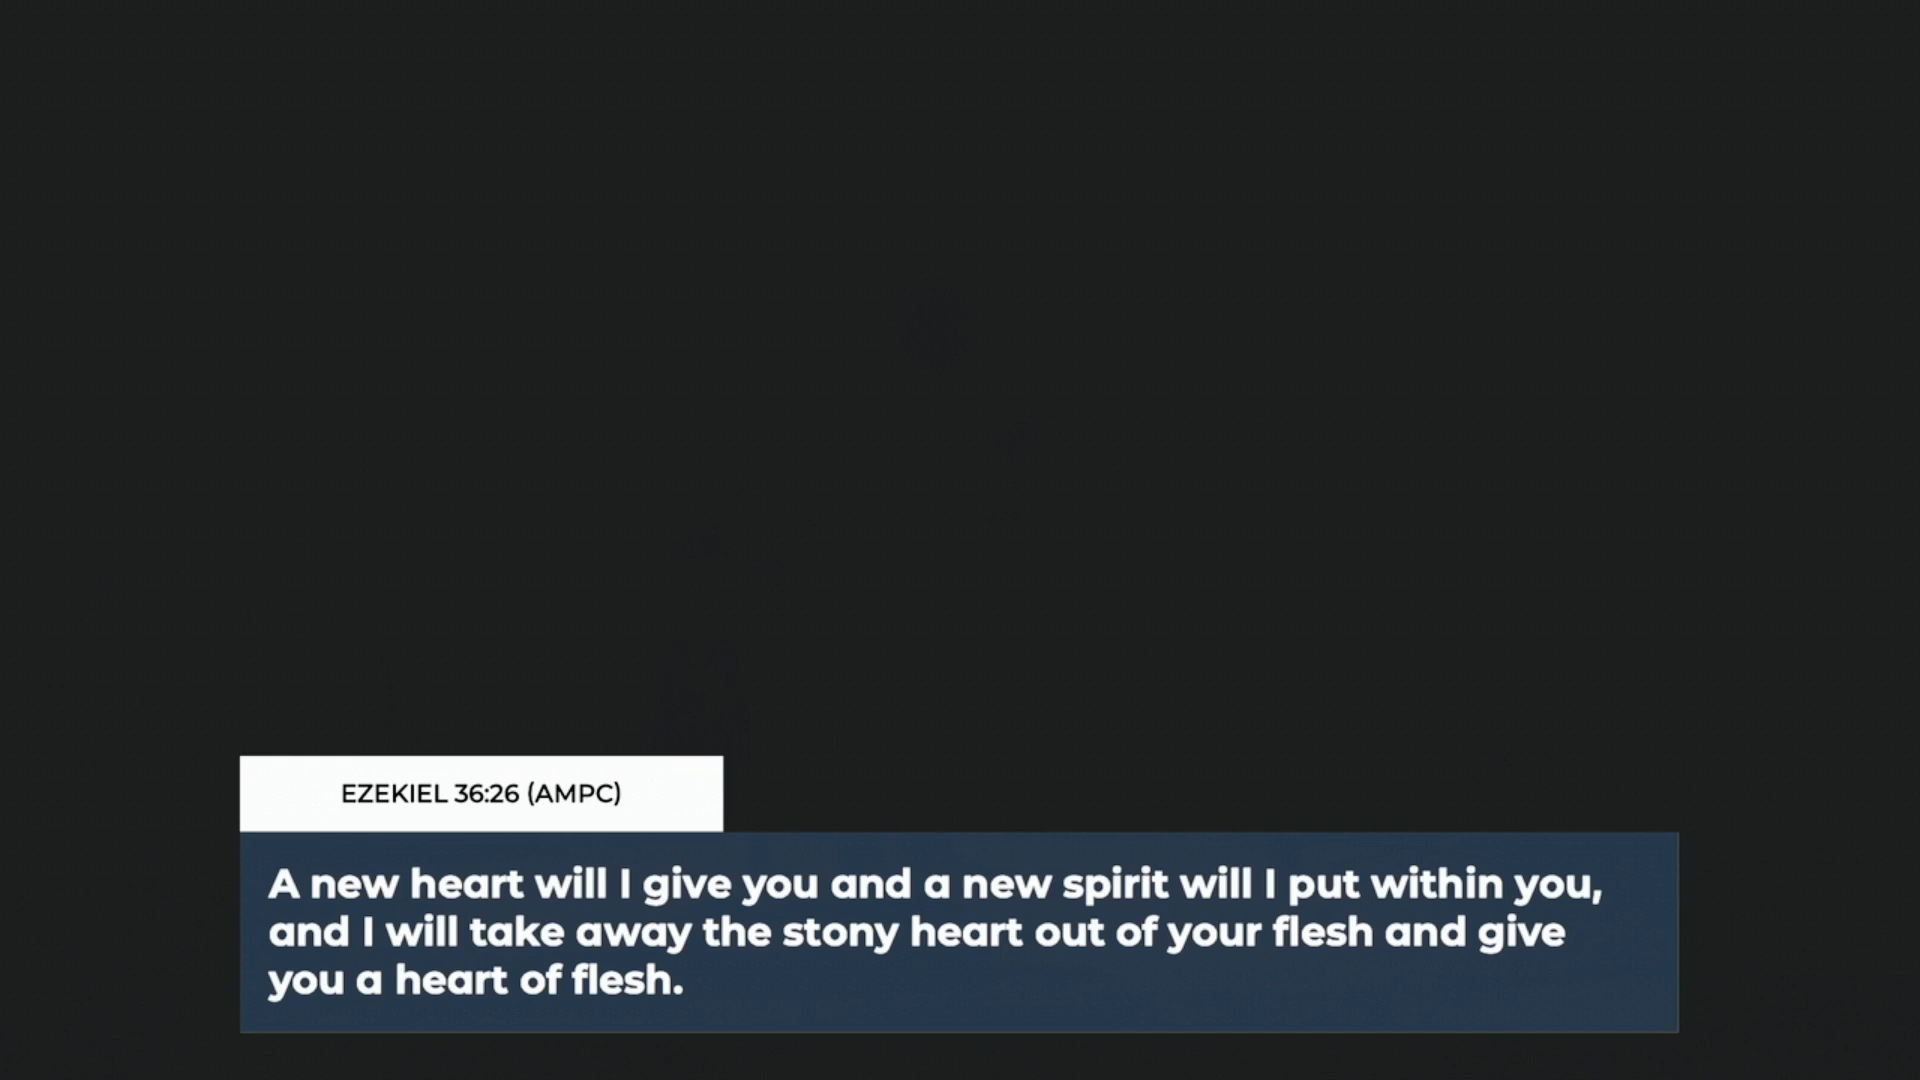 EZEKIEL 36:26 (AMPC)
A new heart will I give you and a new spirit will I put within you,
and I will take away the stony heart out of your flesh and give
you a heart of flesh.